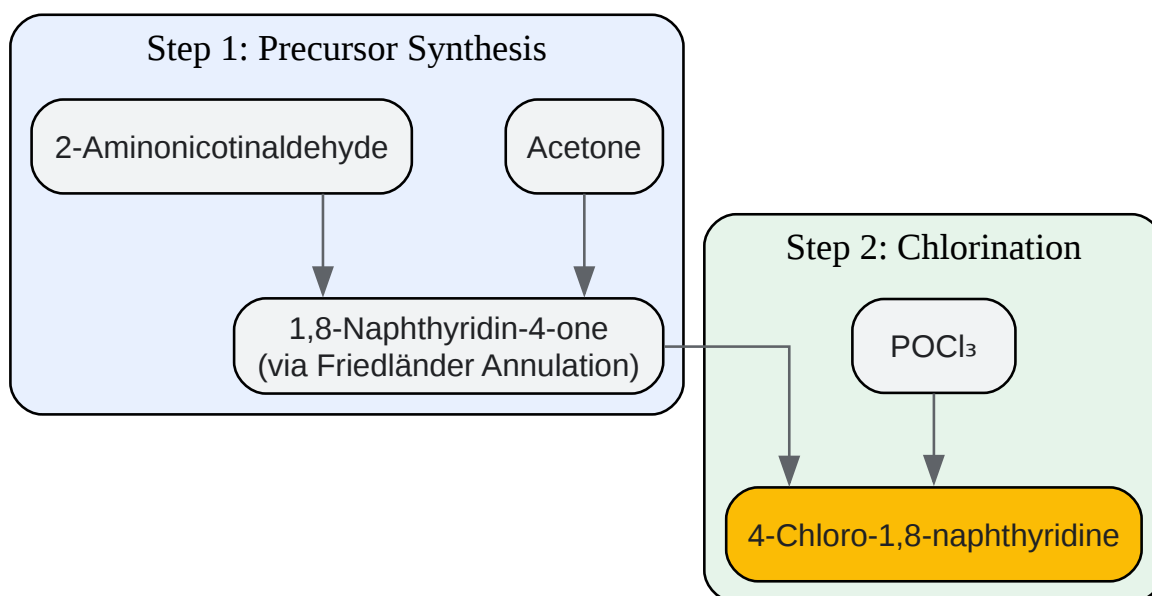 Step 1: Precursor Synthesis
2-Aminonicotinaldehyde
Acetone
1,8-Naphthyridin-4-one
(via Friedländer Annulation)
Step 2: Chlorination
POCl₃
4-Chloro-1,8-naphthyridine